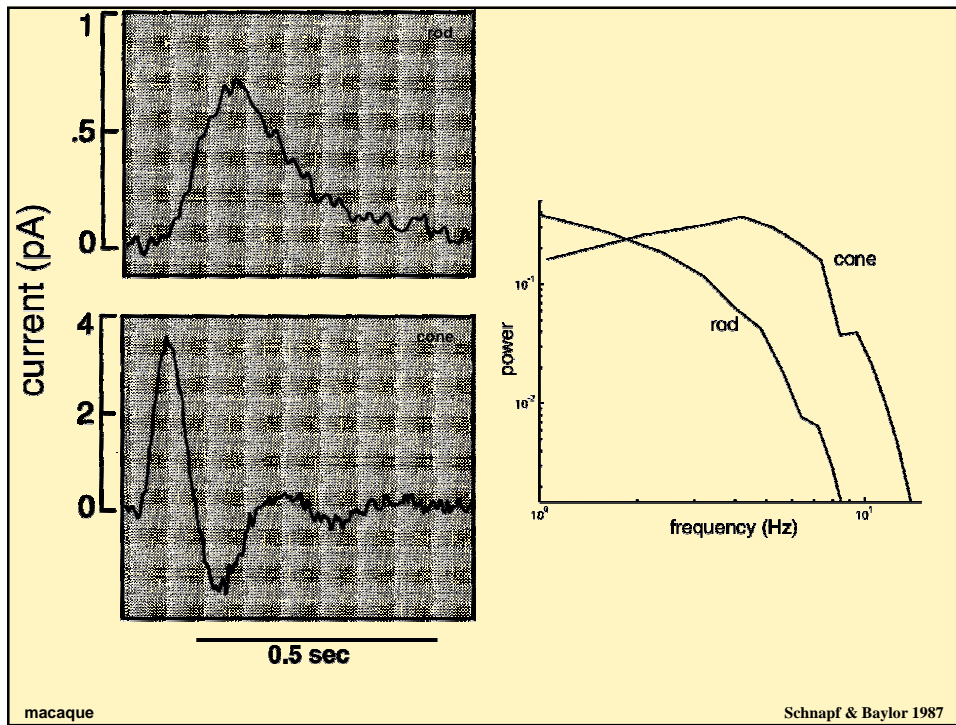 current (pA)
1
.5
0
rod
4
2
0
cone
0.5 sec
power
10⁻¹
10⁻²
cone
rod
10⁰
10¹
frequency (Hz)
macaque
Schnapf & Baylor 1987